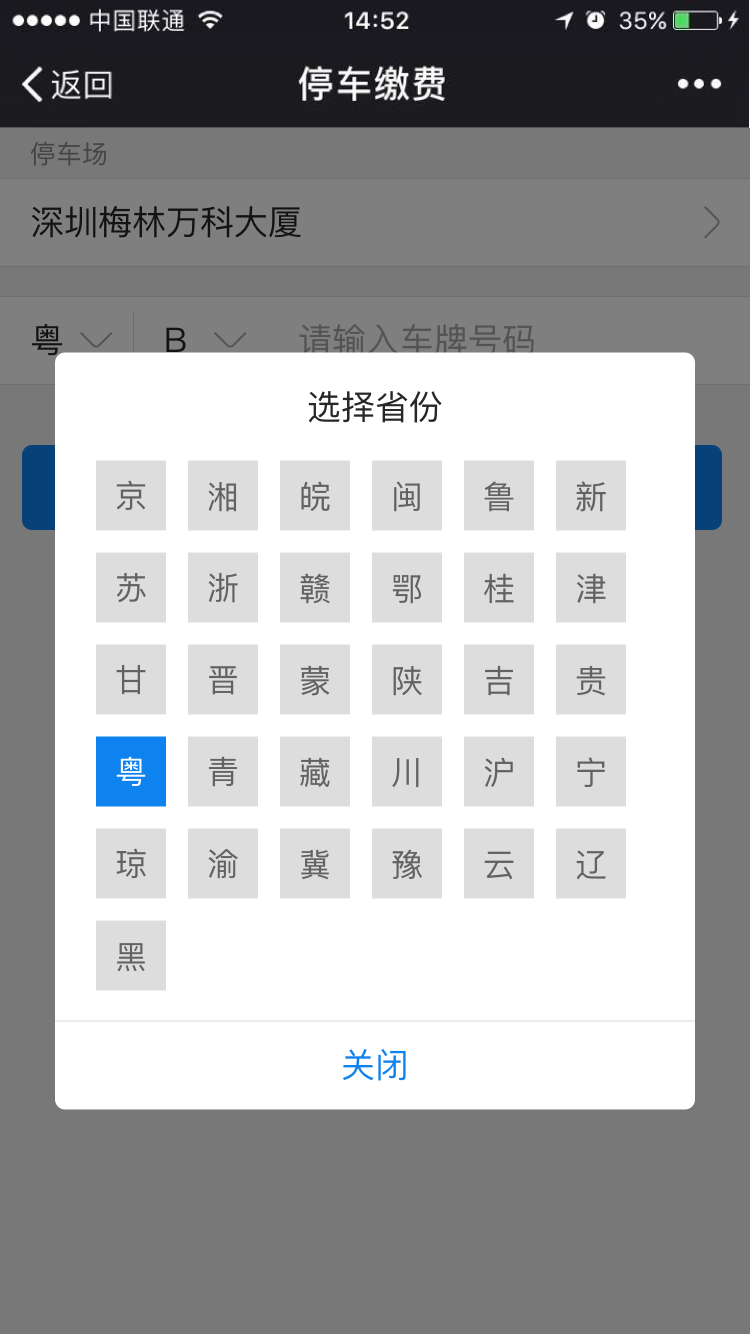 中国联通 14:52 35%
返回 停车缴费
停车场
深圳梅林万科大厦
粤 B 请输入车牌号码
选择省份
京 湘 皖 闽 鲁 新
苏 浙 赣 鄂 桂 津
甘 晋 蒙 陕 吉 贵
粤 青 藏 川 沪 宁
琼 渝 冀 豫 云 辽
黑
关闭